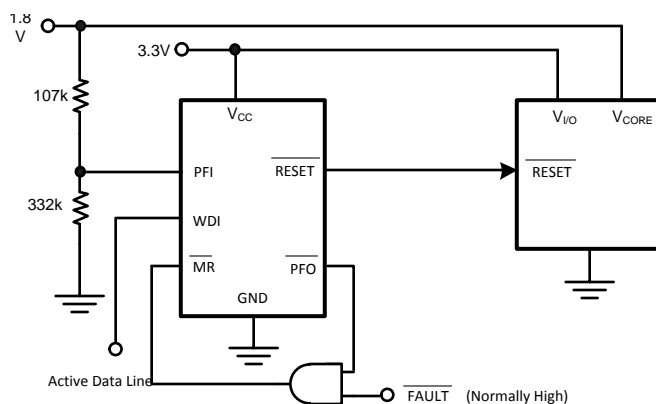 1.8
V
3.3V
107k
332k
VCC
PFI
RESET
WDI
MR
PFO
GND
VI/O
VCORE
RESET
Active Data Line
FAULT (Normally High)